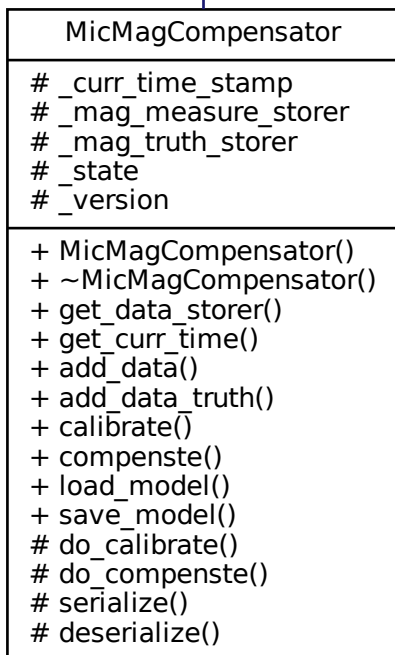 MicMagCompensator
# _curr_time_stamp
# _mag_measure_storer
# _mag_truth_storer
# _state
# _version
+ MicMagCompensator()
+ ~MicMagCompensator()
+ get_data_storer()
+ get_curr_time()
+ add_data()
+ add_data_truth()
+ calibrate()
+ compenste()
+ load_model()
+ save_model()
# do_calibrate()
# do_compenste()
# serialize()
# deserialize()